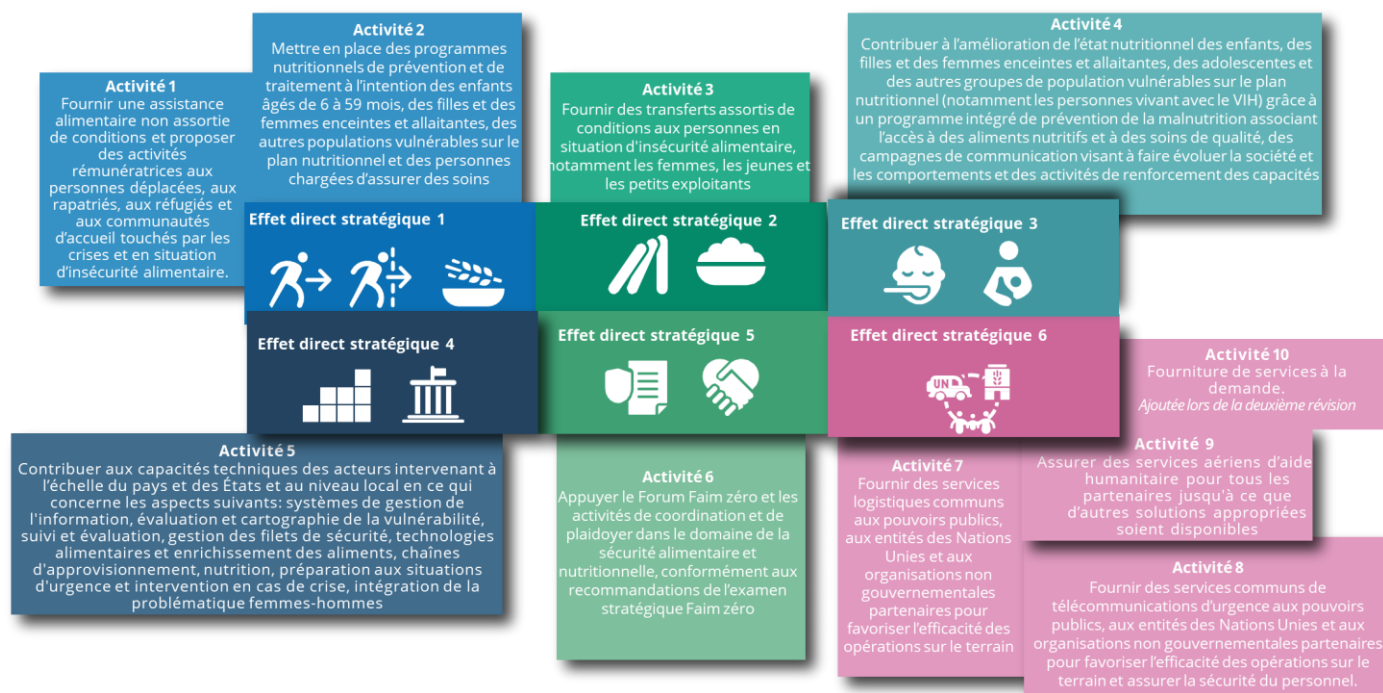 Activité 1
Fournir une assistance
alimentaire non assortie
de conditions et proposer
des activités
rémunératrices aux
personnes déplacées, aux
rapatriés, aux réfugiés et
aux communautés
d'accueil touchés par les
crises et en situation
d'insécurité alimentaire.
Activité 2
Mettre en place des programmes
nutritionnels de prévention et de
traitement à l'intention des enfants
âgés de 6 à 59 mois, des filles et des
femmes enceintes et allaitantes, des
autres populations vulnérables sur le
plan nutritionnel et des personnes
chargées d'assurer des soins
Activité 3
Fournir des transferts assortis de
conditions aux personnes en
situation d'insécurité alimentaire,
notamment les femmes, les jeunes et
les petits exploitants
Activité 4
Contribuer à l'amélioration de l'état nutritionnel des enfants, des
filles et des femmes enceintes et allaitantes, des adolescentes et
des autres groupes de population vulnérables sur le plan
nutritionnel (notamment les personnes vivant avec le VIH) grâce à
un programme intégré de prévention de la malnutrition associant
l'accès à des aliments nutritifs et à des soins de qualité, des
campagnes de communication visant à faire évoluer la société et
les comportements et des activités de renforcement des capacités
Effet direct stratégique 1
Effet direct stratégique 2
Effet direct stratégique 3
Effet direct stratégique 4
Effet direct stratégique 5
Effet direct stratégique 6
UN
Activité 5
Contribuer aux capacités techniques des acteurs intervenant à
l'échelle du pays et des États et au niveau local en ce qui
concerne les aspects suivants: systèmes de gestion de
l'information, évaluation et cartographie de la vulnérabilité,
suivi et évaluation, gestion des filets de sécurité, technologies
alimentaires et enrichissement des aliments, chaînes
d'approvisionnement, nutrition, préparation aux situations
d'urgence et intervention en cas de crise, intégration de la
problématique femmes-hommes
Activité 6
Appuyer le Forum Faim zéro et les
activités de coordination et de
plaidoyer dans le domaine de la
sécurité alimentaire et
nutritionnelle, conformément aux
recommandations de l'examen
stratégique Faim zéro
Activité 7
Fournir des services
logistiques communs
aux pouvoirs publics,
aux entités des Nations
Unies et aux
organisations non
gouvernementales
partenaires pour
favoriser l'efficacité des
opérations sur le terrain
Activité 10
Fourniture de services à la
demande.
Ajoutée lors de la deuxième révision
Activité 9
Assurer des services aériens d'aide
humanitaire pour tous les
partenaires jusqu'à ce que
d'autres solutions appropriées
soient disponibles
Activité 8
Fournir des services communs de
télécommunications d'urgence aux pouvoirs
publics, aux entités des Nations Unies et aux
organisations non gouvernementales partenaires
pour favoriser l'efficacité des opérations sur le
terrain et assurer la sécurité du personnel.